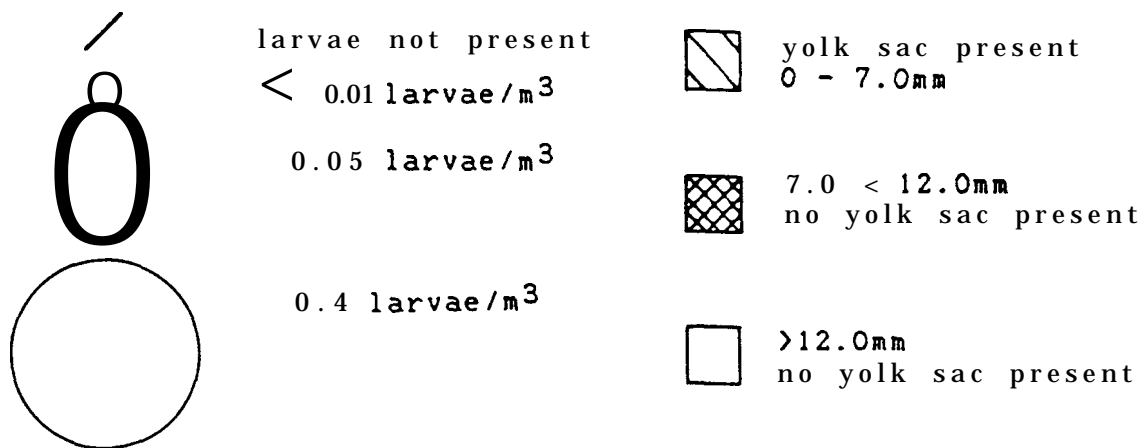 larvae not present
< 0.01 larvae/m³
0.05 larvae/m³
0.4 larvae/m³
yolk sac present
0 - 7.0mm
7.0 < 12.0mm
no yolk sac present
>12.0mm
no yolk sac present